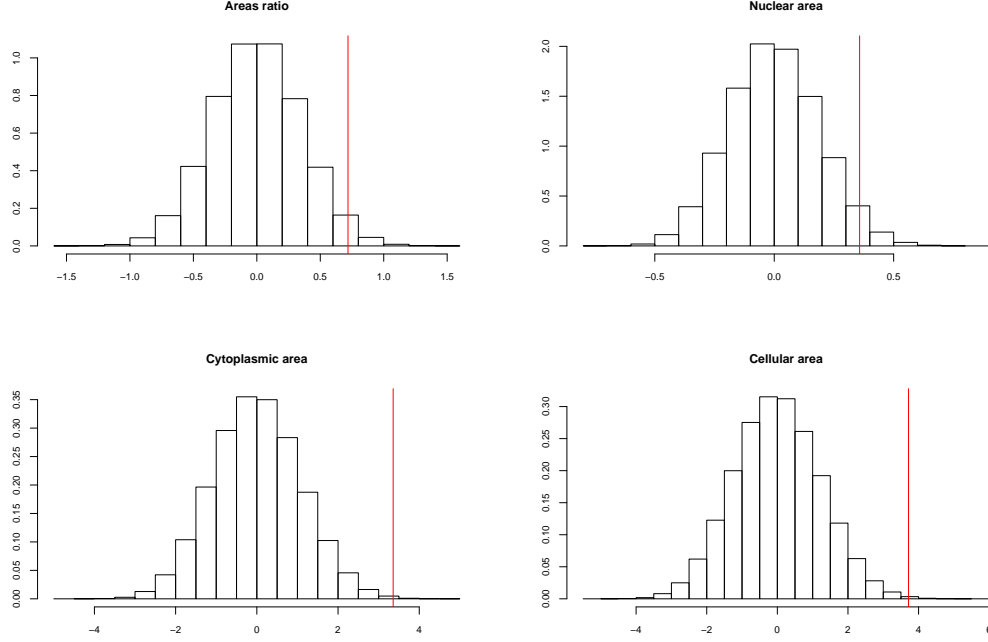 Areas ratio
0.0 0.2 0.4 0.6 0.8 1.0
−1.5 −1.0 −0.5 0.0 0.5 1.0 1.5
Nuclear area
0.0 0.5 1.0 1.5 2.0
−0.5 0.0 0.5
Cytoplasmic area
0.00 0.05 0.10 0.15 0.20 0.25 0.30 0.35
−4 −2 0 2 4
Cellular area
0.00 0.05 0.10 0.15 0.20 0.25 0.30
−4 −2 0 2 4 6